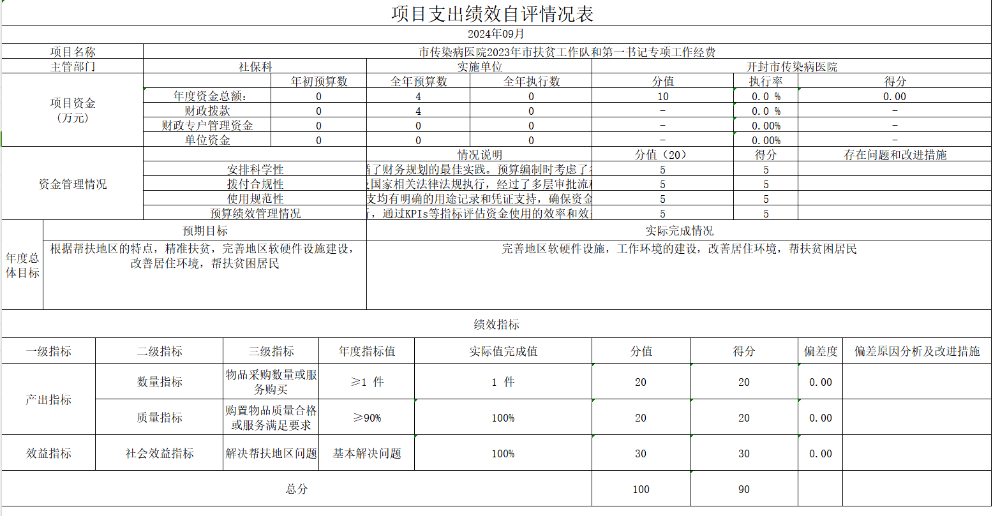 项目支出绩效自评情况表
2024年09月
项目名称 市传染病医院2023年市扶贫工作队和第一书记专项工作经费
主管部门 社保科 实施单位 开封市传染病医院
项目资金
(万元)
年初预算数 全年预算数 全年执行数 分值 执行率 得分
年度资金总额: 0 4 0 10 0.0 % 0.00
财政拨款 0 4 0 - 0.0 % -
财政专户管理资金 0 0 0 - 0.00% -
单位资金 0 0 0 - 0.00% -
资金管理情况
情况说明 分值（20） 得分 存在问题和改进措施
安排科学性 了财务规划的最佳实践。预算编制时考虑了 5 5
拨付合规性 国家相关法律法规执行，经过了多层审批流 5 5
使用规范性 支均有明确的用途记录和凭证支持，确保资金 5 5
预算绩效管理情况 ，通过KPIs等指标评估资金使用的效率和效 5 5
年度总
体目标
预期目标 实际完成情况
根据帮扶地区的特点，精准扶贫，完善地区软硬件设施建设，
改善居住环境，帮扶贫困居民
完善地区软硬件设施，工作环境的建设，改善居住环境，帮扶贫困居民
绩效指标
一级指标 二级指标 三级指标 年度指标值 实际值完成值 分值 得分 偏差度 偏差原因分析及改进措施
产出指标
数量指标
物品采购数量或服
务购买
≥1 件 1 件 20 20 0.00
质量指标
购置物品质量合格
或服务满足要求
≥90% 100% 20 20 0.00
效益指标 社会效益指标 解决帮扶地区问题 基本解决问题 100% 30 30 0.00
总分 100 90